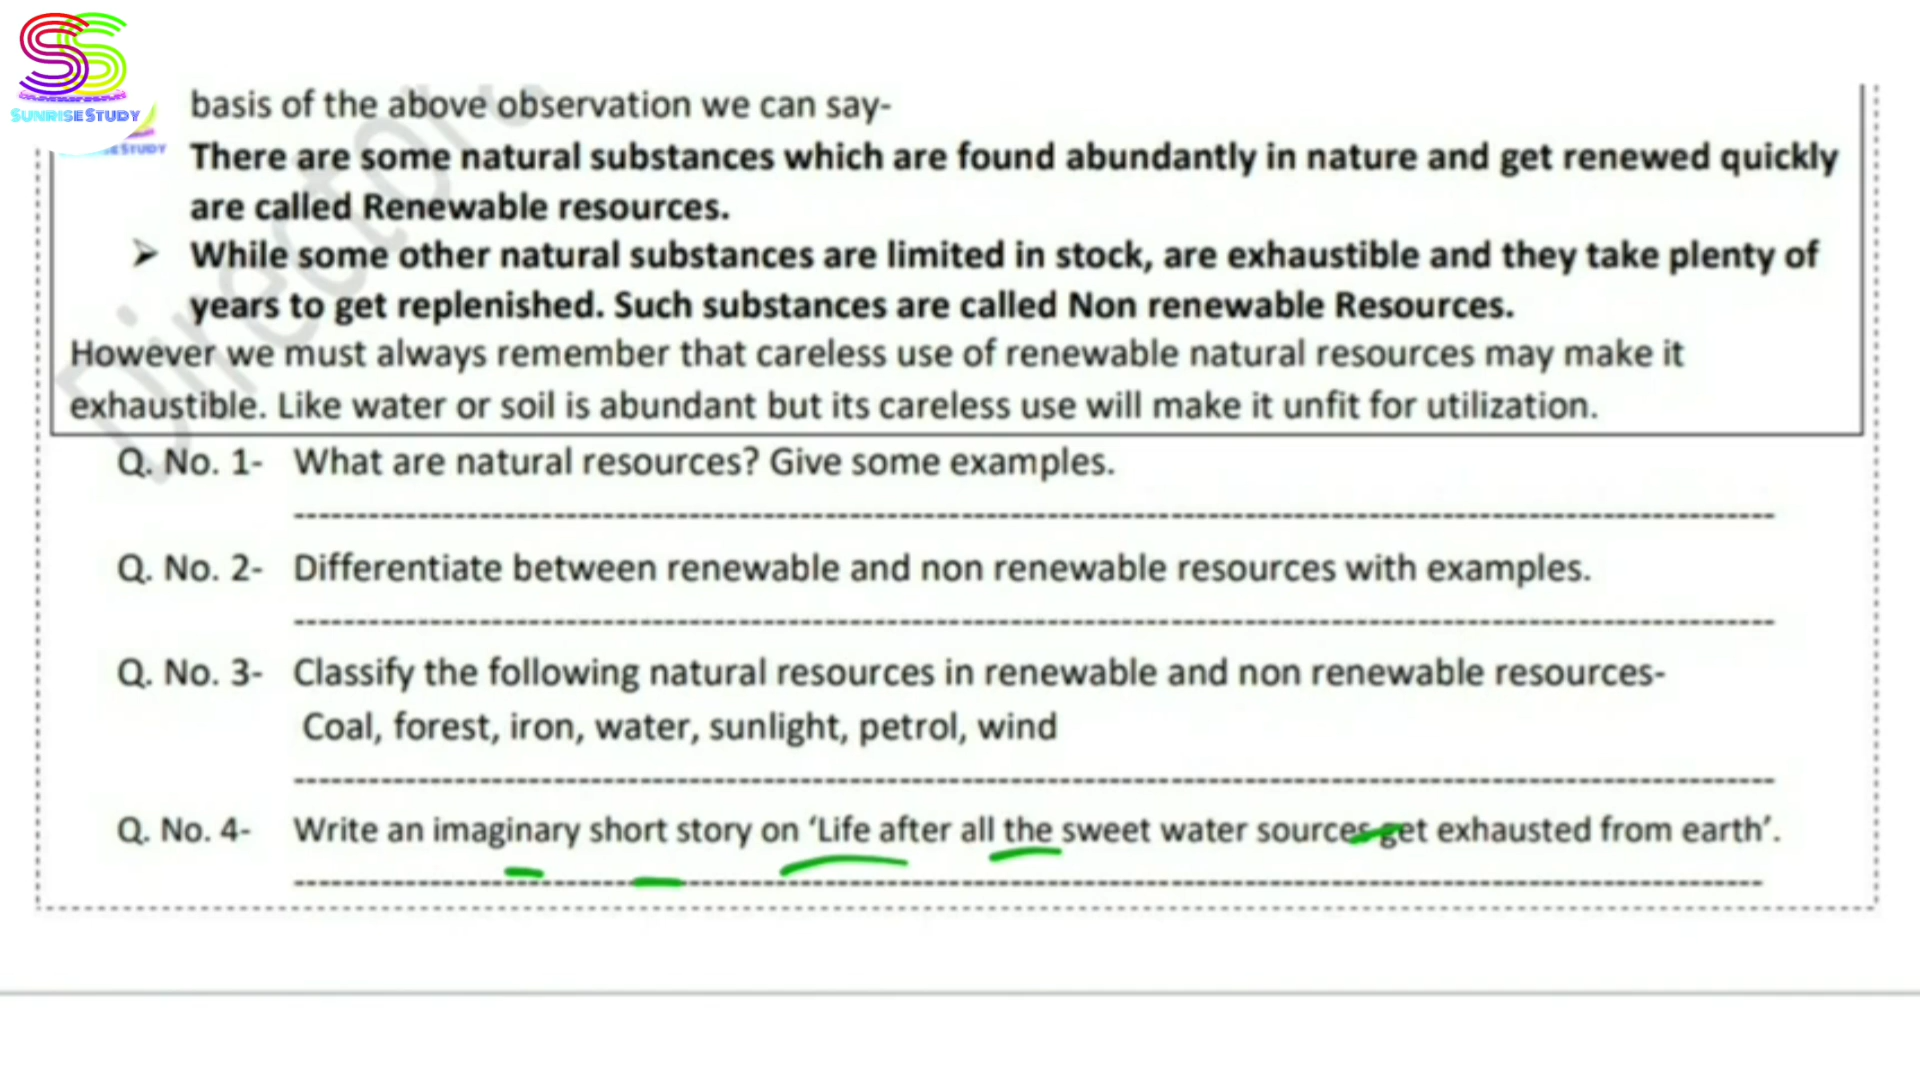 SUNRISESTUDY
ESTUDY
basis of the above observation we can say-
There are some natural substances which are found abundantly in nature and get renewed quickly
are called Renewable resources.
➢ While some other natural substances are limited in stock, are exhaustible and they take plenty of
years to get replenished. Such substances are called Non renewable Resources.
However we must always remember that careless use of renewable natural resources may make it
exhaustible. Like water or soil is abundant but its careless use will make it unfit for utilization.
Q. No. 1- What are natural resources? Give some examples.
Q. No. 2- Differentiate between renewable and non renewable resources with examples.
Q. No. 3- Classify the following natural resources in renewable and non renewable resources-
Coal, forest, iron, water, sunlight, petrol, wind
Q. No. 4- Write an imaginary short story on ‘Life after all the sweet water sources get exhausted from earth’.
Director